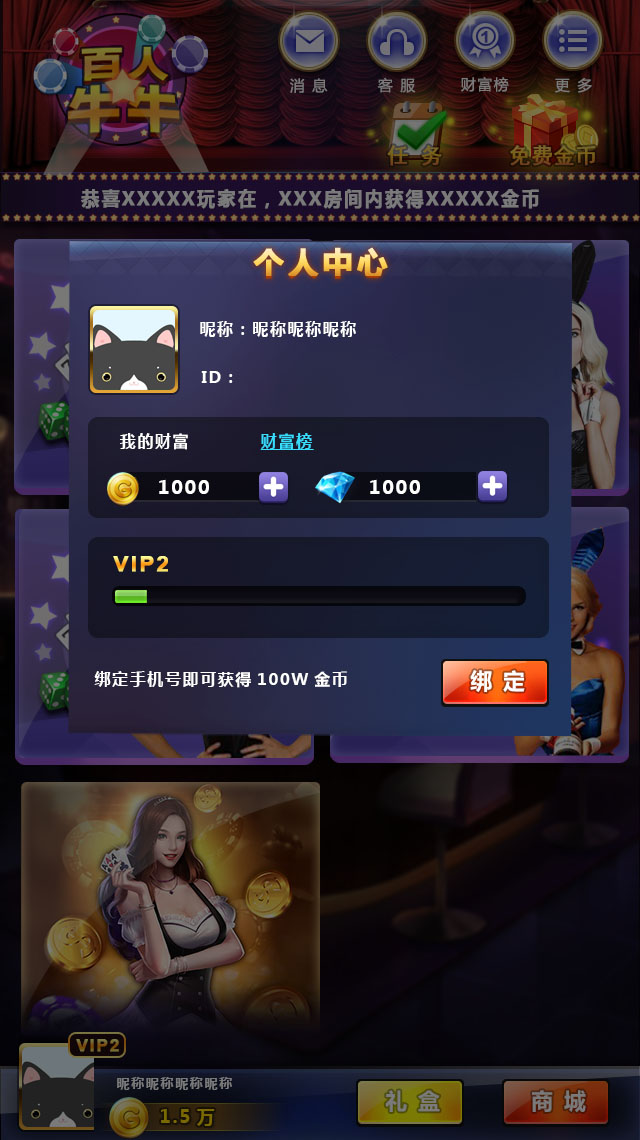 百人
牛牛
消息 客服 财富榜 更多
任务 免费金币
恭喜XXXXX玩家在，XXX房间内获得XXXXX金币
个人中心
昵称：昵称昵称昵称
ID：
我的财富 财富榜
1000 1000
VIP2
绑定手机号即可获得 100W 金币
绑定
VIP2
昵称昵称昵称昵称
1.5 万
礼盒 商城